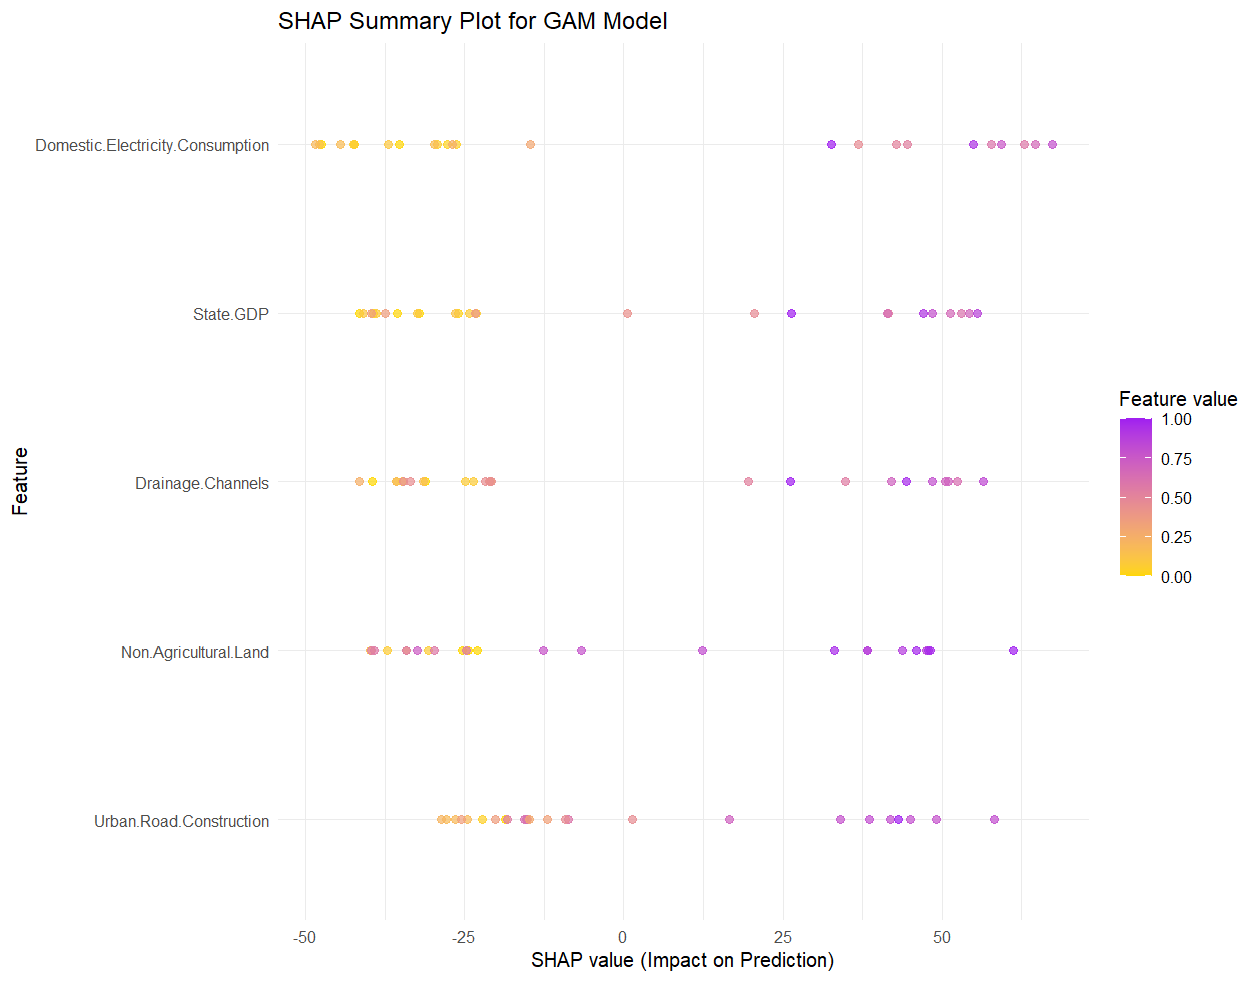 SHAP Summary Plot for GAM Model
Domestic.Electricity.Consumption
State.GDP
Drainage.Channels
Non.Agricultural.Land
Urban.Road.Construction
Feature
-50
-25
0
25
50
SHAP value (Impact on Prediction)
Feature value
1.00
0.75
0.50
0.25
0.00